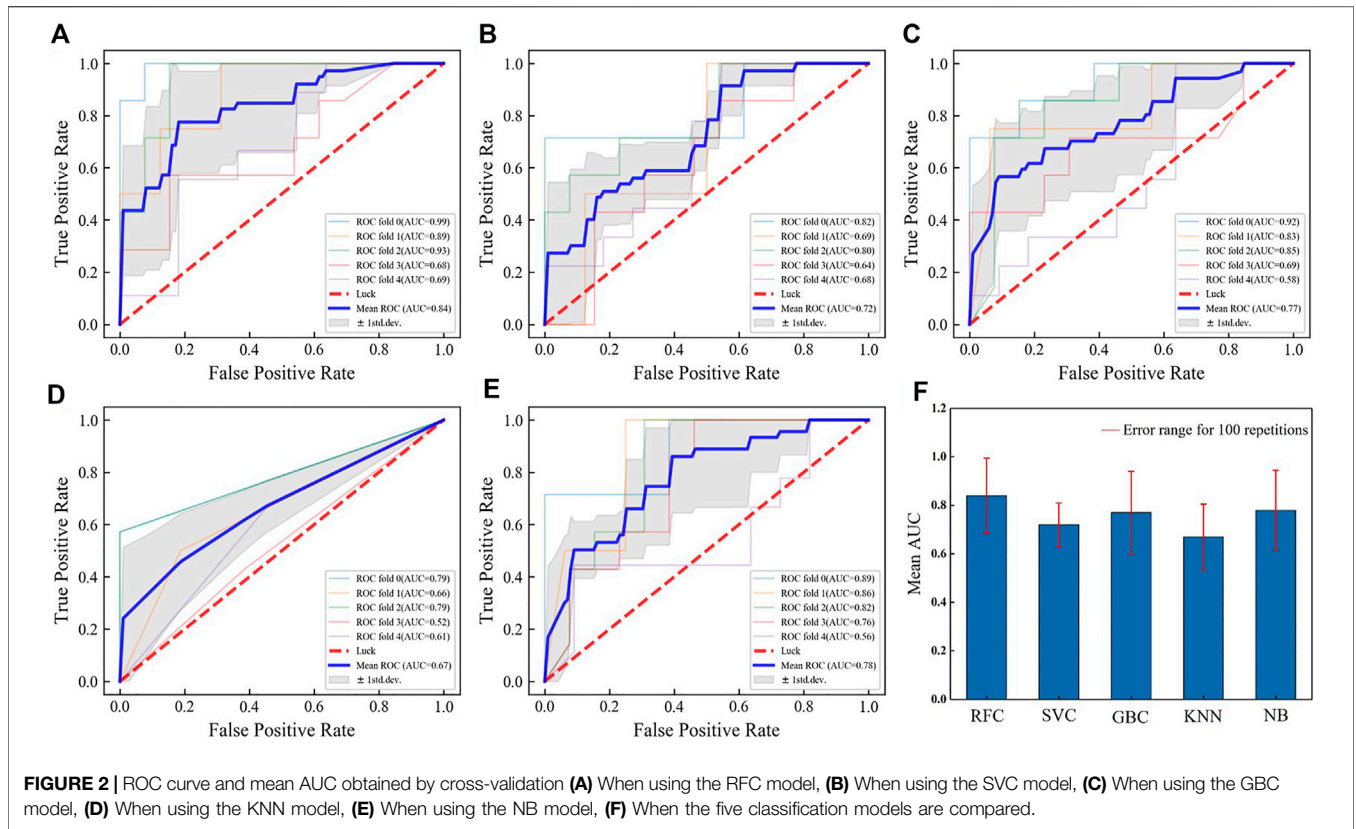 A
True Positive Rate
1.0
0.8
0.6
0.4
0.2
0.0
ROC fold 0(AUC=0.99)
ROC fold 1(AUC=0.89)
ROC fold 2(AUC=0.93)
ROC fold 3(AUC=0.68)
ROC fold 4(AUC=0.69)
Luck
Mean ROC (AUC=0.84)
± 1std.dev.
0.0 0.2 0.4 0.6 0.8 1.0
False Positive Rate
B
True Positive Rate
1.0
0.8
0.6
0.4
0.2
0.0
ROC fold 0(AUC=0.82)
ROC fold 1(AUC=0.69)
ROC fold 2(AUC=0.80)
ROC fold 3(AUC=0.64)
ROC fold 4(AUC=0.68)
Luck
Mean ROC (AUC=0.72)
± 1std.dev.
0.0 0.2 0.4 0.6 0.8 1.0
False Positive Rate
C
True Positive Rate
1.0
0.8
0.6
0.4
0.2
0.0
ROC fold 0(AUC=0.92)
ROC fold 1(AUC=0.83)
ROC fold 2(AUC=0.85)
ROC fold 3(AUC=0.69)
ROC fold 4(AUC=0.58)
Luck
Mean ROC (AUC=0.77)
± 1std.dev.
0.0 0.2 0.4 0.6 0.8 1.0
False Positive Rate
D
True Positive Rate
1.0
0.8
0.6
0.4
0.2
0.0
ROC fold 0(AUC=0.79)
ROC fold 1(AUC=0.66)
ROC fold 2(AUC=0.79)
ROC fold 3(AUC=0.52)
ROC fold 4(AUC=0.61)
Luck
Mean ROC (AUC=0.67)
± 1std.dev.
0.0 0.2 0.4 0.6 0.8 1.0
False Positive Rate
E
True Positive Rate
1.0
0.8
0.6
0.4
0.2
0.0
ROC fold 0(AUC=0.89)
ROC fold 1(AUC=0.86)
ROC fold 2(AUC=0.82)
ROC fold 3(AUC=0.76)
ROC fold 4(AUC=0.56)
Luck
Mean ROC (AUC=0.78)
± 1std.dev.
0.0 0.2 0.4 0.6 0.8 1.0
False Positive Rate
F
Mean AUC
1.2
1.0
0.8
0.6
0.4
0.2
0.0
Error range for 100 repetitions
RFC SVC GBC KNN NB
FIGURE 2 | ROC curve and mean AUC obtained by cross-validation (A) When using the RFC model, (B) When using the SVC model, (C) When using the GBC
model, (D) When using the KNN model, (E) When using the NB model, (F) When the five classification models are compared.